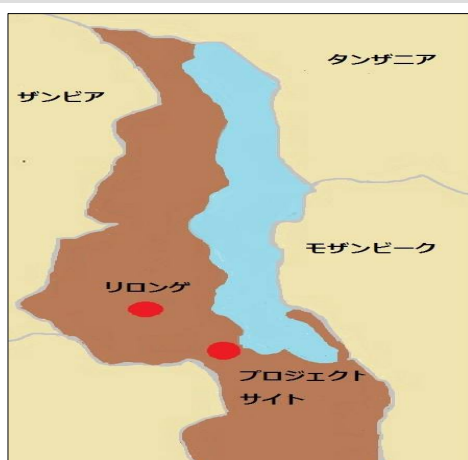 タンザニア
ザンビア
モザンビーク
リロンゲ
プロジェクト
サイト